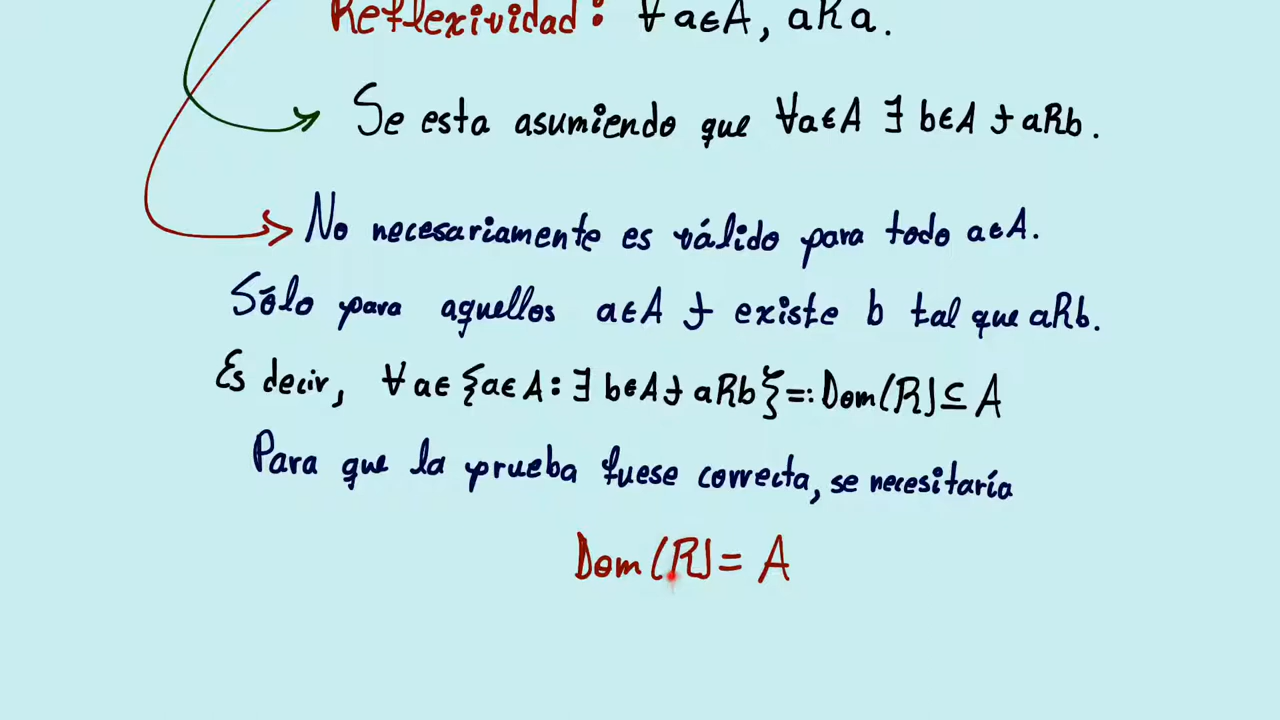 Reflexividad: ∀a∈A, aRa.
Se esta asumiendo que ∀a∈A ∃ b∈A ꝉ aRb.
No necesariamente es válido para todo a∈A.
Sólo para aquellos a∈A ꝉ existe b tal que aRb.
Es decir, ∀a∈{a∈A: ∃ b∈A ꝉ aRb}=:Dom(R)⊆A
Para que la prueba fuese correcta, se necesitaría
Dom(R)= A